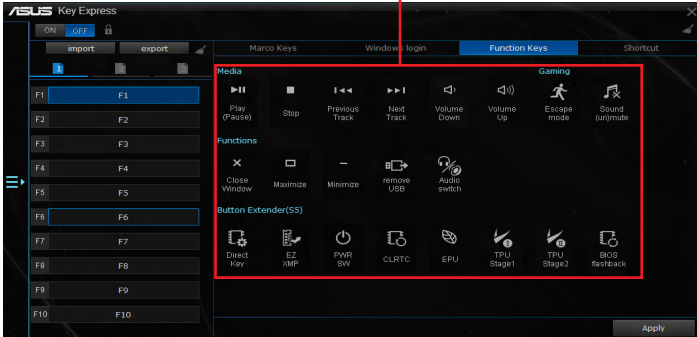 ASUS Key Express
ON OFF
import export
Marco Keys Windows login Function Keys Shortcut
1
Media Gaming
Play (Pause)
Stop
Previous Track
Next Track
Volume Down
Volume Up
Escape mode
Sound (un)mute
Functions
Close Window
Maximize
Minimize
remove USB
Audio switch
Button Extender(S5)
Direct Key
EZ XMP
PWR SW
CLRTC
EPU
TPU Stage1
TPU Stage2
BIOS flashback
F1 F1
F2 F2
F3 F3
F4 F4
F5 F5
F6 F6
F7 F7
F8 F8
F9 F9
F10 F10
Apply